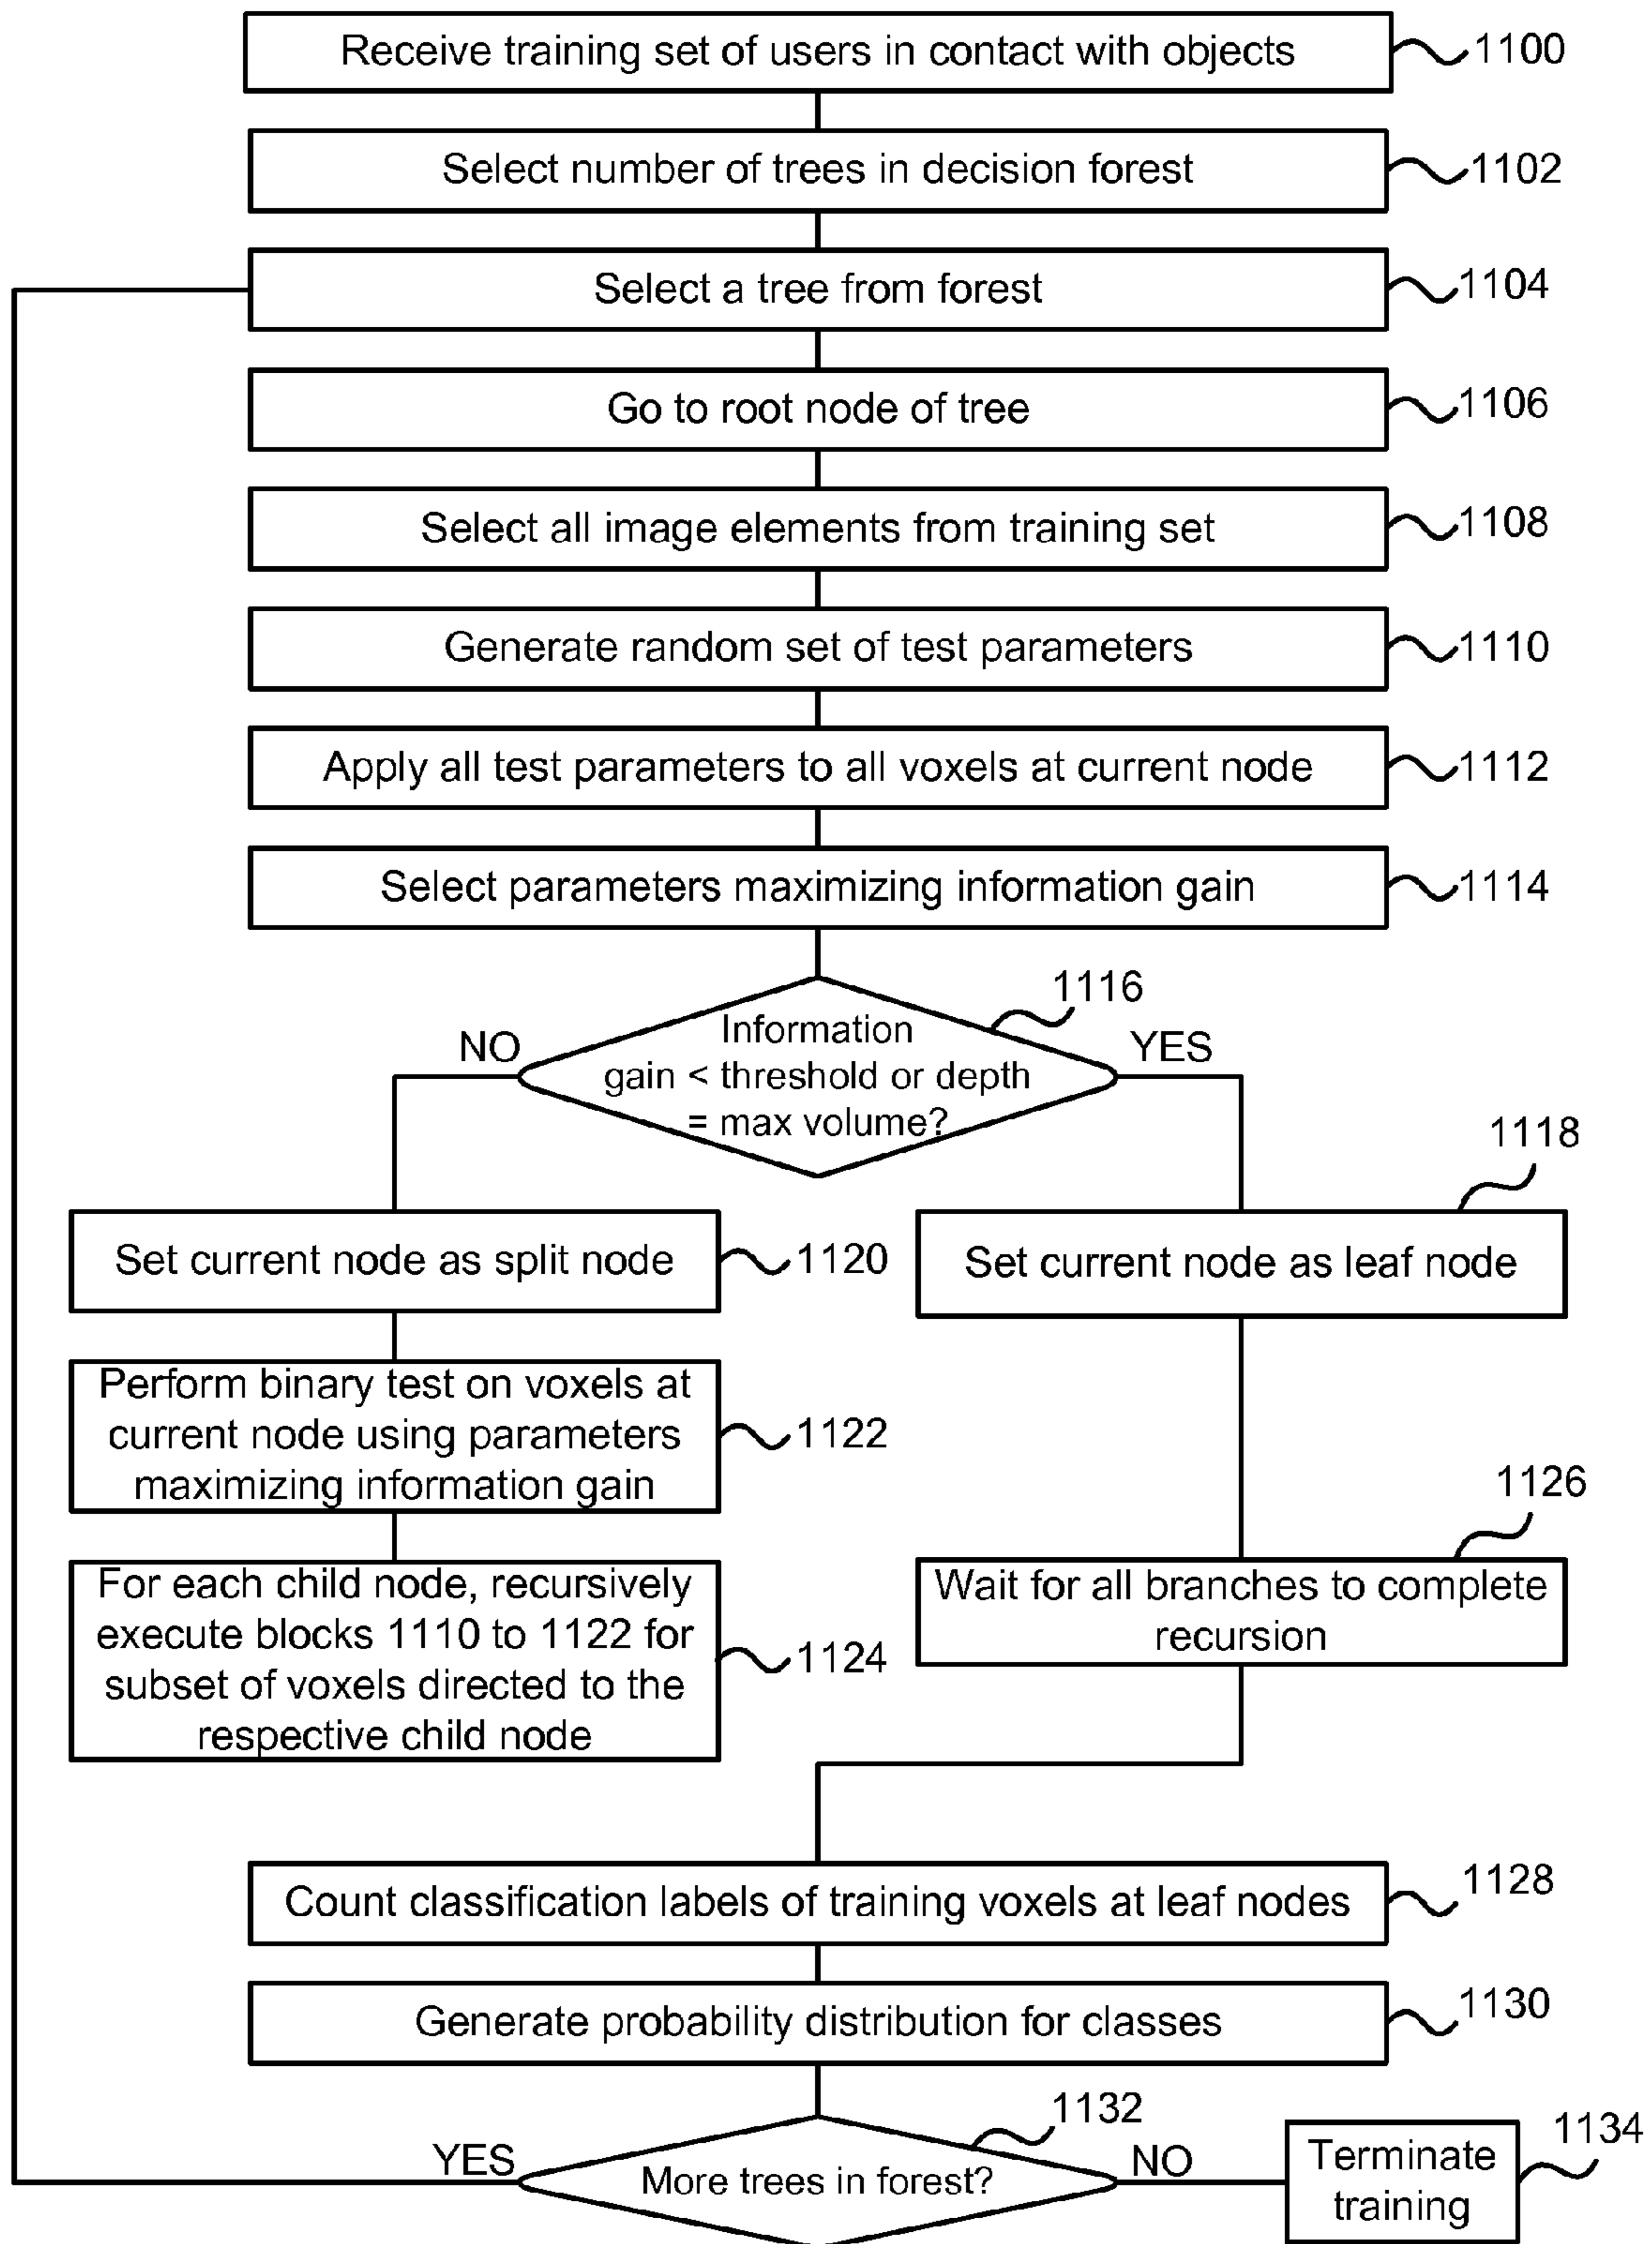 Receive training set of users in contact with objects
1100
Select number of trees in decision forest
1102
Select a tree from forest
1104
Go to root node of tree
1106
Select all image elements from training set
1108
Generate random set of test parameters
1110
Apply all test parameters to all voxels at current node
1112
Select parameters maximizing information gain
1114
1116
Information
gain < threshold or depth
= max volume?
NO
YES
1118
Set current node as split node
1120
Set current node as leaf node
Perform binary test on voxels at
current node using parameters
maximizing information gain
1122
1126
For each child node, recursively
execute blocks 1110 to 1122 for
subset of voxels directed to the
respective child node
1124
Wait for all branches to complete
recursion
Count classification labels of training voxels at leaf nodes
1128
Generate probability distribution for classes
1130
1132
YES
More trees in forest?
NO
Terminate
training
1134